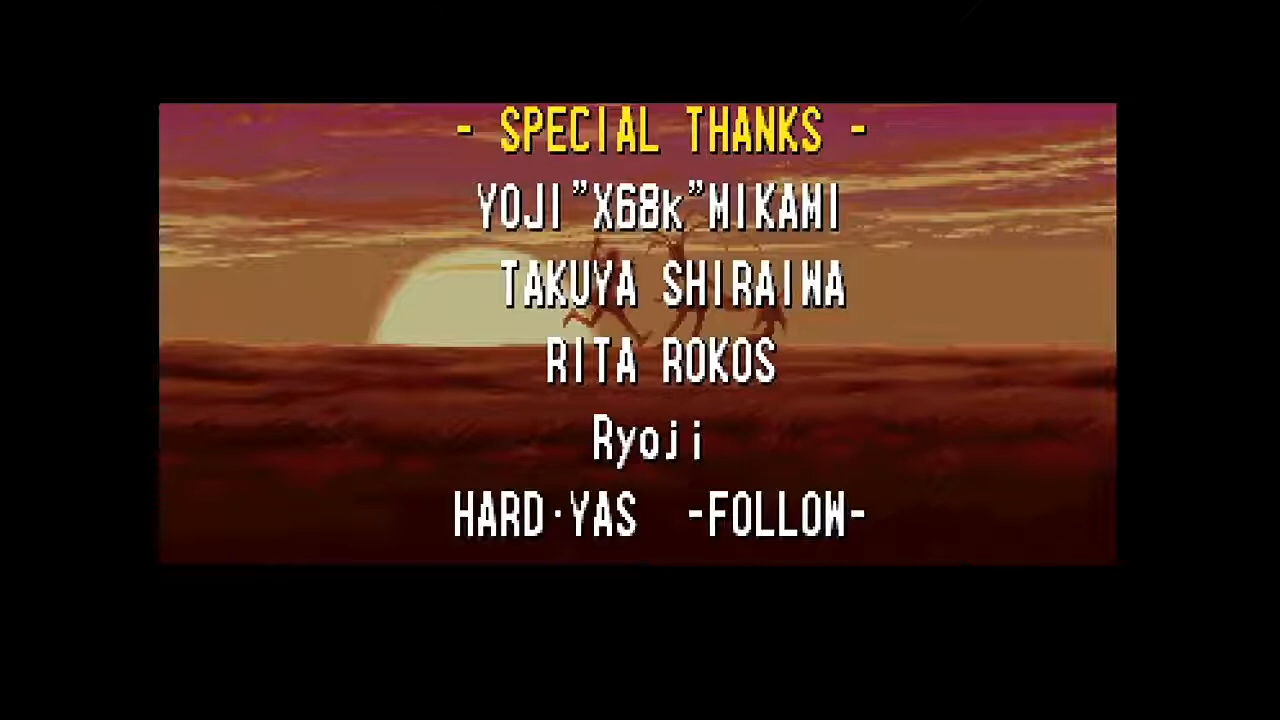 - SPECIAL THANKS -
YOJI"X68k"MIKAMI
TAKUYA SHIRAIWA
RITA ROKOS
Ryoji
HARD·YAS -FOLLOW-